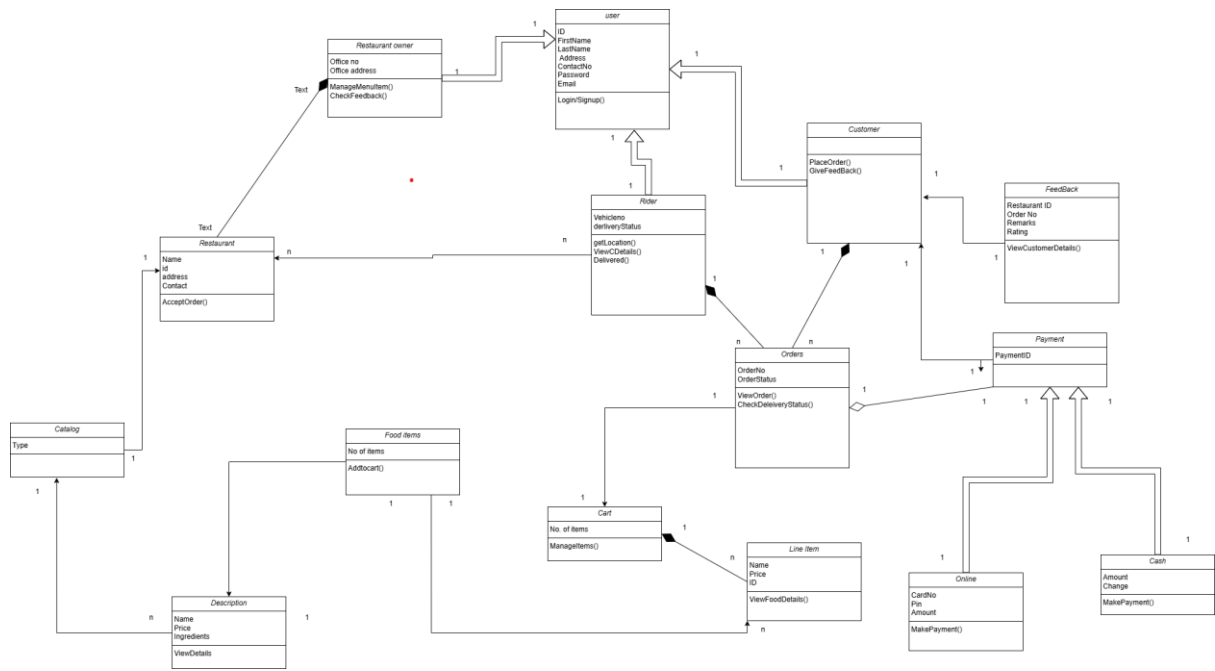 user
ID
FirstName
LastName
Address
ContactNo
Password
Email
Login/Signup()
1
1
1
1
1
1
Restaurant owner
Office no
Office address
ManageMenuItem()
CheckFeedback()
Text
Text
Customer
PlaceOrder()
GiveFeedBack()
1
1
1
1
FeedBack
Restaurant ID
Order No
Remarks
Rating
ViewCustomerDetails()
Rider
Vehicleno
derliveryStatus
getLocation()
ViewCDetails()
Delivered()
n
n
1
n
n
Restaurant
Name
id
address
Contact
AcceptOrder()
1
1
Orders
OrderNo
OrderStatus
ViewOrder()
CheckDeleiveryStatus()
1
1
1
1
Payment
PaymentID
1
1
1
Catalog
Type
1
n
Food items
No of items
Addtocart()
1
1
1
n
Cart
No. of items
ManageItems()
1
1
n
Line item
Name
Price
ID
ViewFoodDetails()
Description
Name
Price
Ingredients
ViewDetails
Online
CardNo
Pin
Amount
MakePayment()
1
1
Cash
Amount
Change
MakePayment()